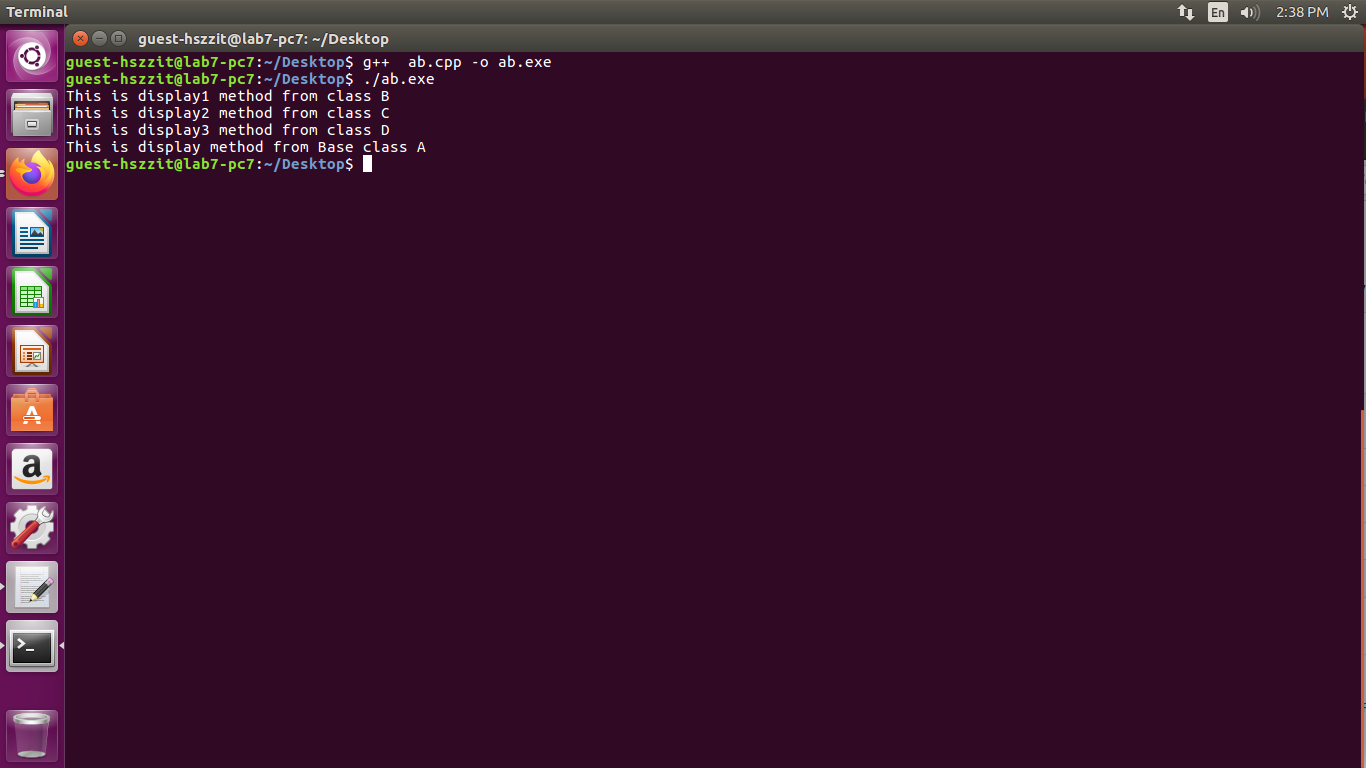 Terminal
En
2:38 PM
guest-hszzit@lab7-pc7: ~/Desktop
guest-hszzit@lab7-pc7:~/Desktop$ g++  ab.cpp -o ab.exe
guest-hszzit@lab7-pc7:~/Desktop$ ./ab.exe
This is display1 method from class B
This is display2 method from class C
This is display3 method from class D
This is display method from Base class A
guest-hszzit@lab7-pc7:~/Desktop$